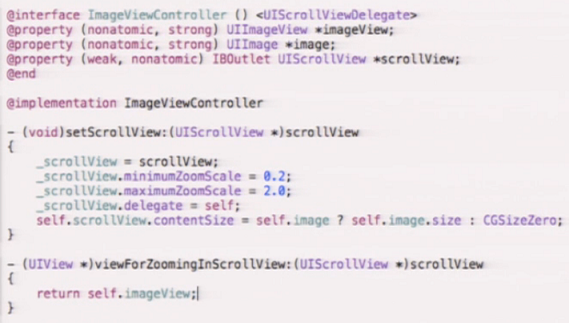 @interface ImageViewController () <UIScrollViewDelegate>
@property (nonatomic, strong) UIImageView *imageView;
@property (nonatomic, strong) UIImage *image;
@property (weak, nonatomic) IBOutlet UIScrollView *scrollView;
@end
@implementation ImageViewController
- (void)setScrollView:(UIScrollView *)scrollView
{
_scrollView = scrollView;
_scrollView.minimumZoomScale = 0.2;
_scrollView.maximumZoomScale = 2.0;
_scrollView.delegate = self;
self.scrollView.contentSize = self.image ? self.image.size : CGSizeZero;
}
- (UIView *)viewForZoomingInScrollView:(UIScrollView *)scrollView
{
return self.imageView;
}